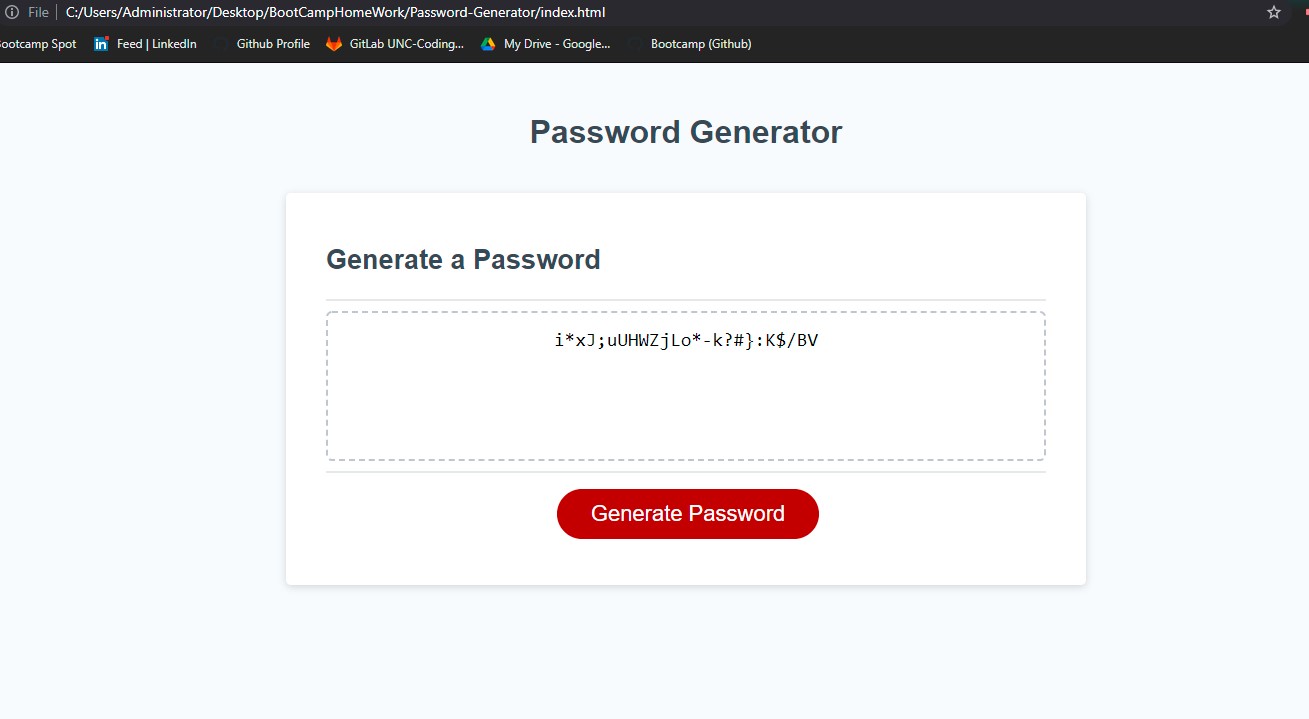 File C:/Users/Administrator/Desktop/BootCampHomeWork/Password-Generator/index.html
ootcamp Spot Feed | LinkedIn Github Profile GitLab UNC-Coding... My Drive - Google... Bootcamp (Github)
Password Generator
Generate a Password
i*xJ;uUHWZjLo*-k?#}:K$/BV
Generate Password